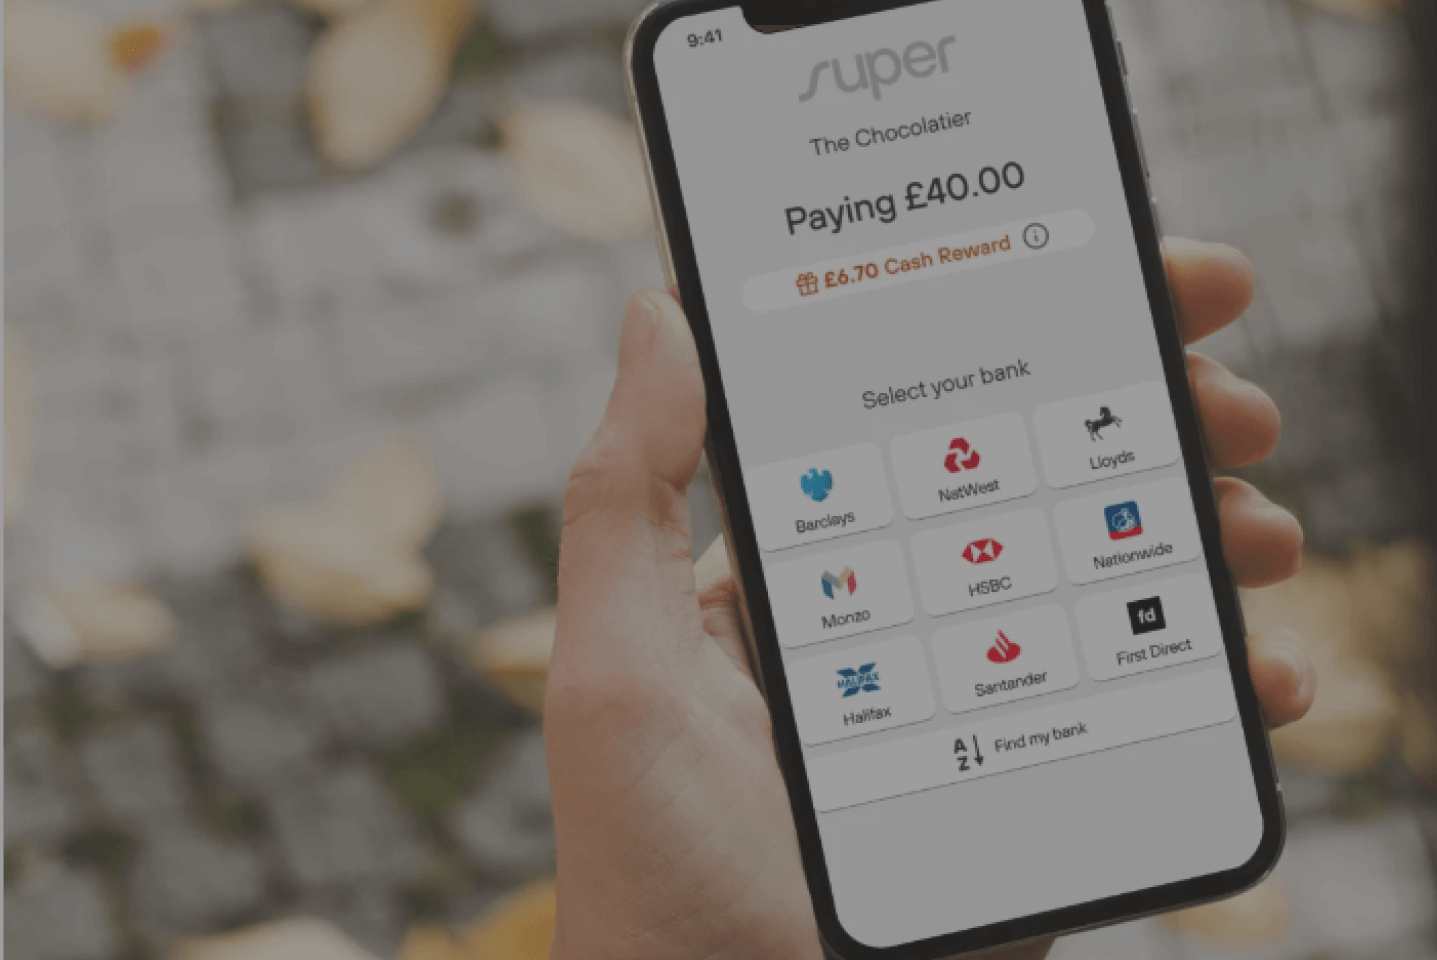 9:41
super
The Chocolatier
Paying £40.00
£6.70 Cash Reward
Select your bank
Barclays
NatWest
Lloyds
Monzo
HSBC
Nationwide
HALIFAX
Halifax
Santander
fd
First Direct
A
Z
Find my bank